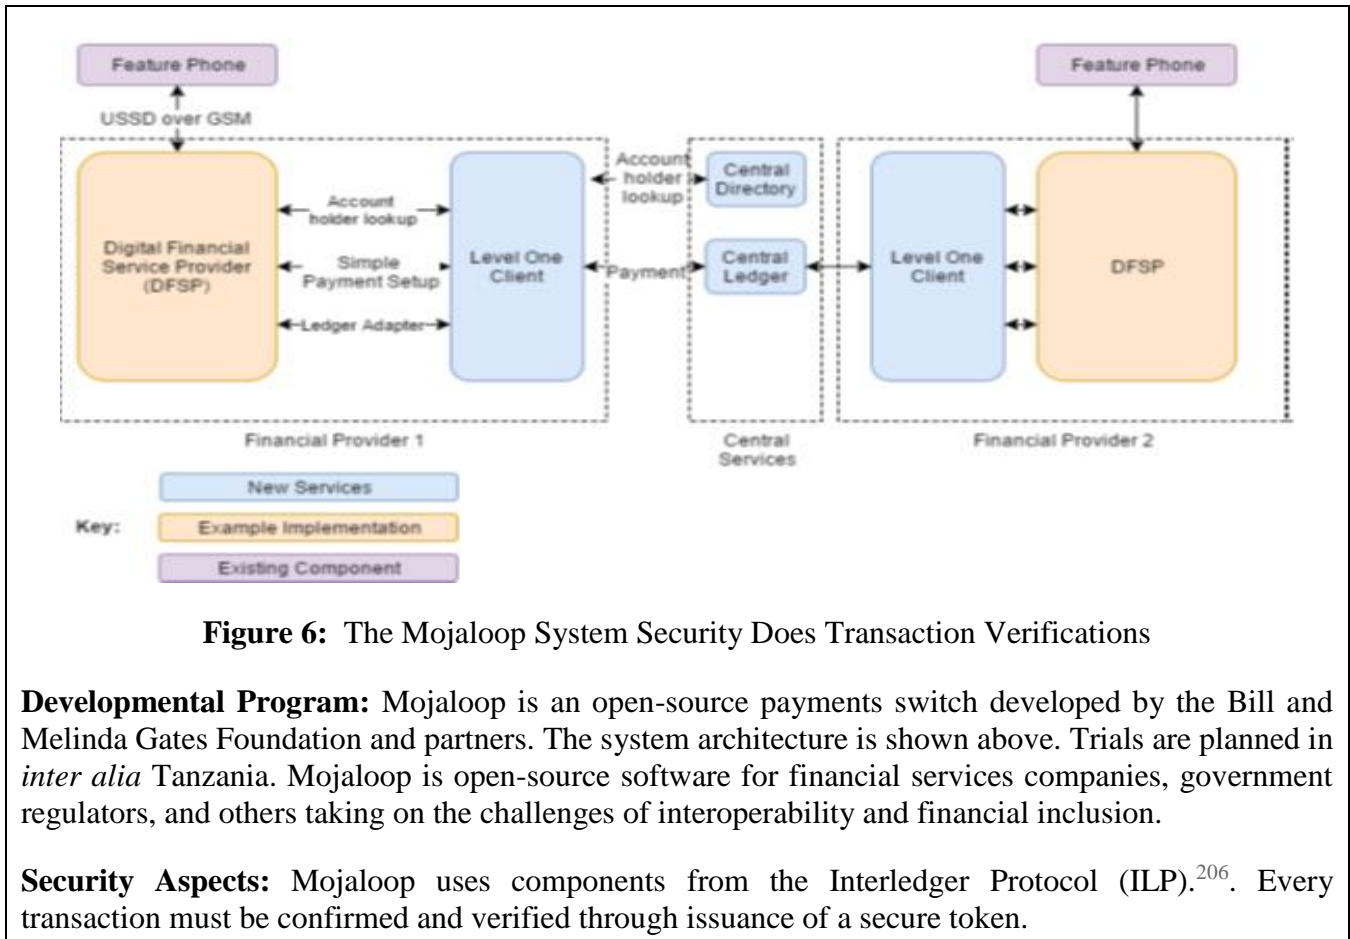 Feature Phone
Feature Phone
USSD over GSM
Digital Financial
Service Provider
(DFSP)
Account
holder lookup
Simple
Payment Setup
Ledger Adapter
Level One
Client
Account
holder
lookup
Payment
Central
Directory
Central
Ledger
Level One
Client
DFSP
Financial Provider 1
Central
Services
Financial Provider 2
Key:
New Services
Example Implementation
Existing Component
Figure 6: The Mojaloop System Security Does Transaction Verifications
Developmental Program: Mojaloop is an open-source payments switch developed by the Bill and
Melinda Gates Foundation and partners. The system architecture is shown above. Trials are planned in
inter alia Tanzania. Mojaloop is open-source software for financial services companies, government
regulators, and others taking on the challenges of interoperability and financial inclusion.
Security Aspects: Mojaloop uses components from the Interledger Protocol (ILP).206. Every
transaction must be confirmed and verified through issuance of a secure token.